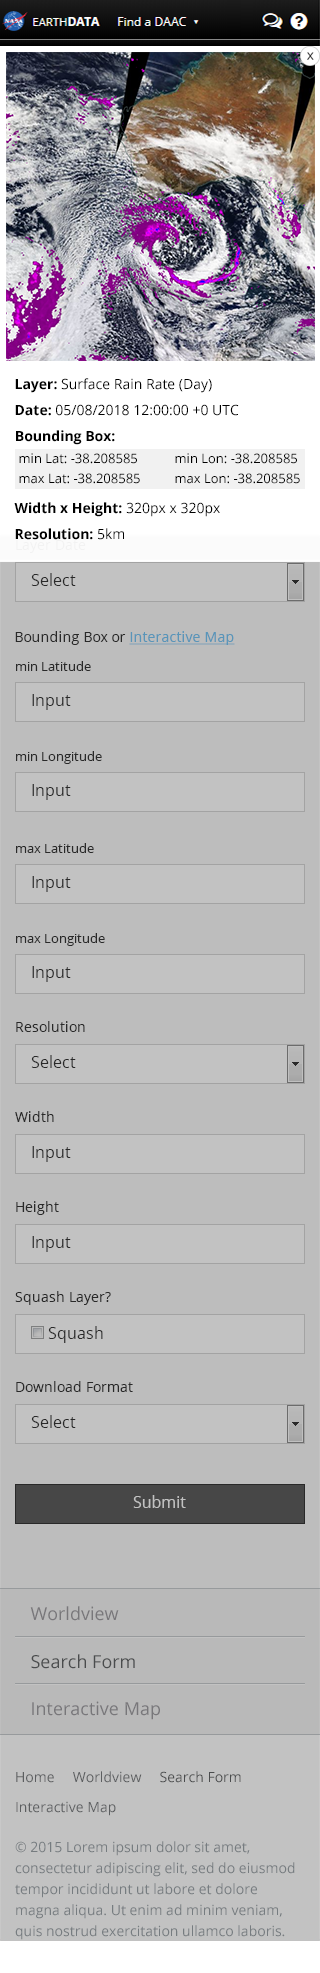 NASA EARTHDATA Find a DAAC ?
X
Layer: Surface Rain Rate (Day)
Date: 05/08/2018 12:00:00 +0 UTC
Bounding Box:
min Lat: -38.208585 min Lon: -38.208585
max Lat: -38.208585 max Lon: -38.208585
Width x Height: 320px x 320px
Resolution: 5km
Layer Date
Select
Bounding Box or Interactive Map
min Latitude
Input
min Longitude
Input
max Latitude
Input
max Longitude
Input
Resolution
Select
Width
Input
Height
Input
Squash Layer?
Squash
Download Format
Select
Submit
Worldview
Search Form
Interactive Map
Home Worldview Search Form
Interactive Map
© 2015 Lorem ipsum dolor sit amet,
consectetur adipiscing elit, sed do eiusmod
tempor incididunt ut labore et dolore
magna aliqua. Ut enim ad minim veniam,
quis nostrud exercitation ullamco laboris.